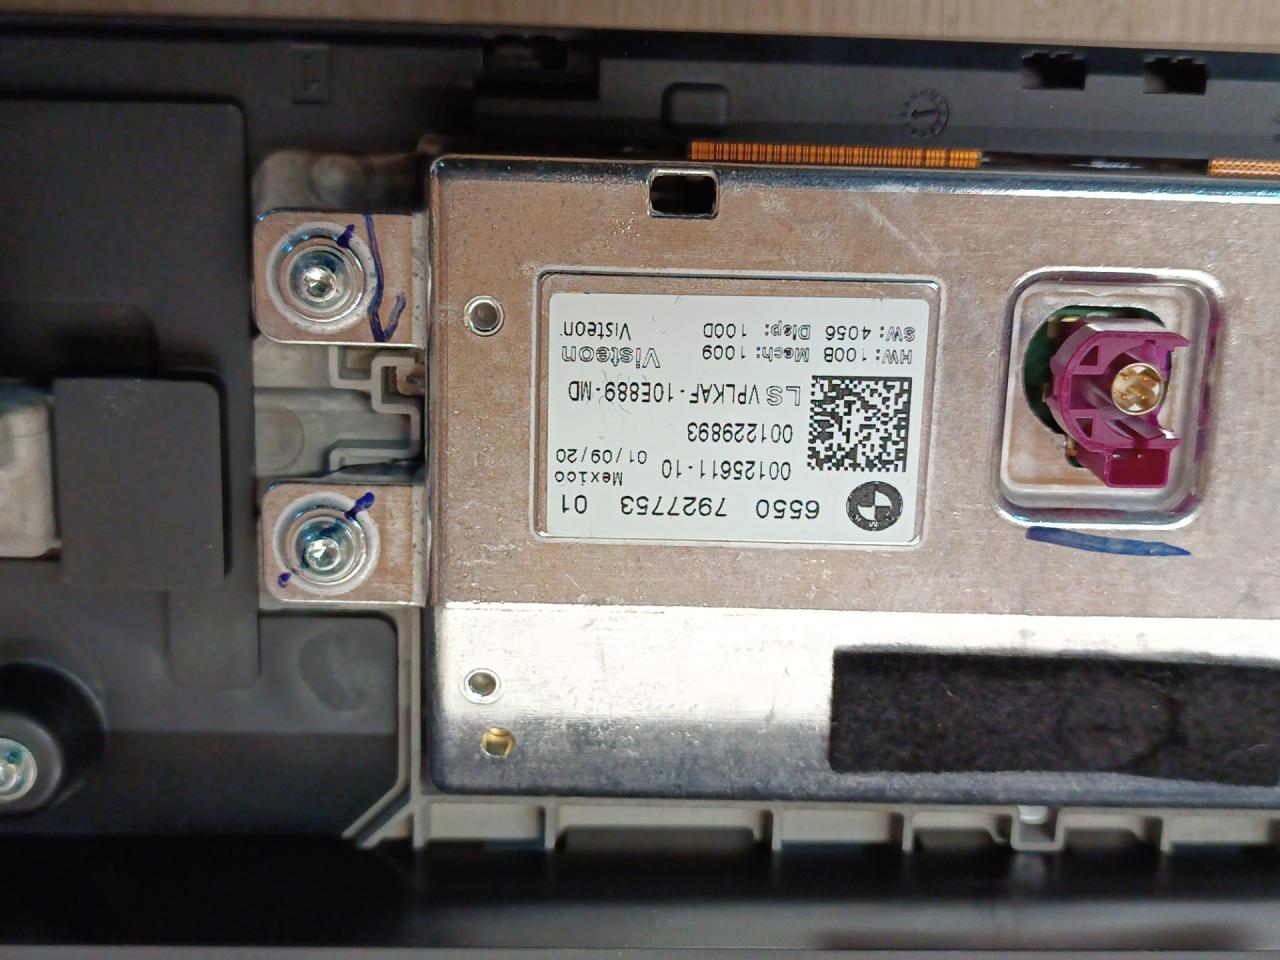 6550 7927753 01
Mexico
00125611-10 01/09/20
001229893
LS VPLKAF-10E889-MD
Visteon
HW: 100B Mech: 1009
SW: 4056 Disp: 100D
Visteon